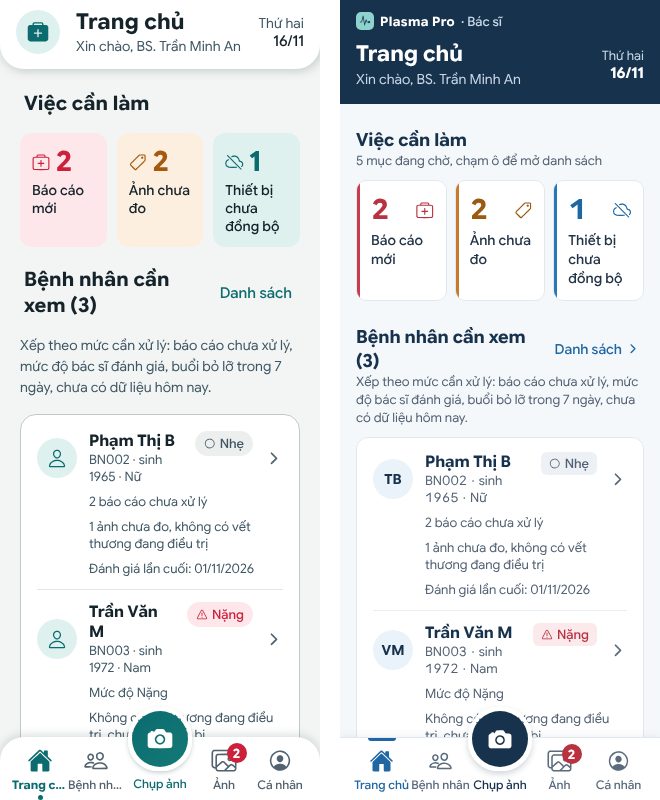 Trang chủ
Xin chào, BS. Trần Minh An
Thứ hai
16/11
Việc cần làm
2
Báo cáo
mới
2
Ảnh chưa
đo
1
Thiết bị
chưa
đồng bộ
Bệnh nhân cần
xem (3)
Danh sách
Xếp theo mức cần xử lý: báo cáo chưa xử lý,
mức độ bác sĩ đánh giá, buổi bỏ lỡ trong 7
ngày, chưa có dữ liệu hôm nay.
Phạm Thị B
Nhẹ
BN002 · sinh
1965 · Nữ
2 báo cáo chưa xử lý
1 ảnh chưa đo, không có vết
thương đang điều trị
Đánh giá lần cuối: 01/11/2026
Trần Văn
M
Nặng
BN003 · sinh
1972 · Nam
Mức độ Nặng
Không ơng đang điều
Trang c...
Bệnh nh...
Chụp ảnh
2
Ảnh
Cá nhân
Plasma Pro · Bác sĩ
Trang chủ
Xin chào, BS. Trần Minh An
Thứ hai
16/11
Việc cần làm
5 mục đang chờ, chạm ô để mở danh sách
2
Báo cáo
mới
2
Ảnh chưa
đo
1
Thiết bị
chưa
đồng bộ
Bệnh nhân cần xem
(3)
Danh sách
Xếp theo mức cần xử lý: báo cáo chưa xử lý, mức
độ bác sĩ đánh giá, buổi bỏ lỡ trong 7 ngày, chưa
có dữ liệu hôm nay.
TB
Phạm Thị B
Nhẹ
BN002 · sinh
1965 · Nữ
2 báo cáo chưa xử lý
1 ảnh chưa đo, không có vết
thương đang điều trị
Đánh giá lần cuối: 01/11/2026
VM
Trần Văn M
Nặng
BN003 · sinh
1972 · Nam
Mức độ Nặng
Không ơng đang điều
Trang chủ
Bệnh nhân
Chụp ảnh
2
Ảnh
Cá nhân